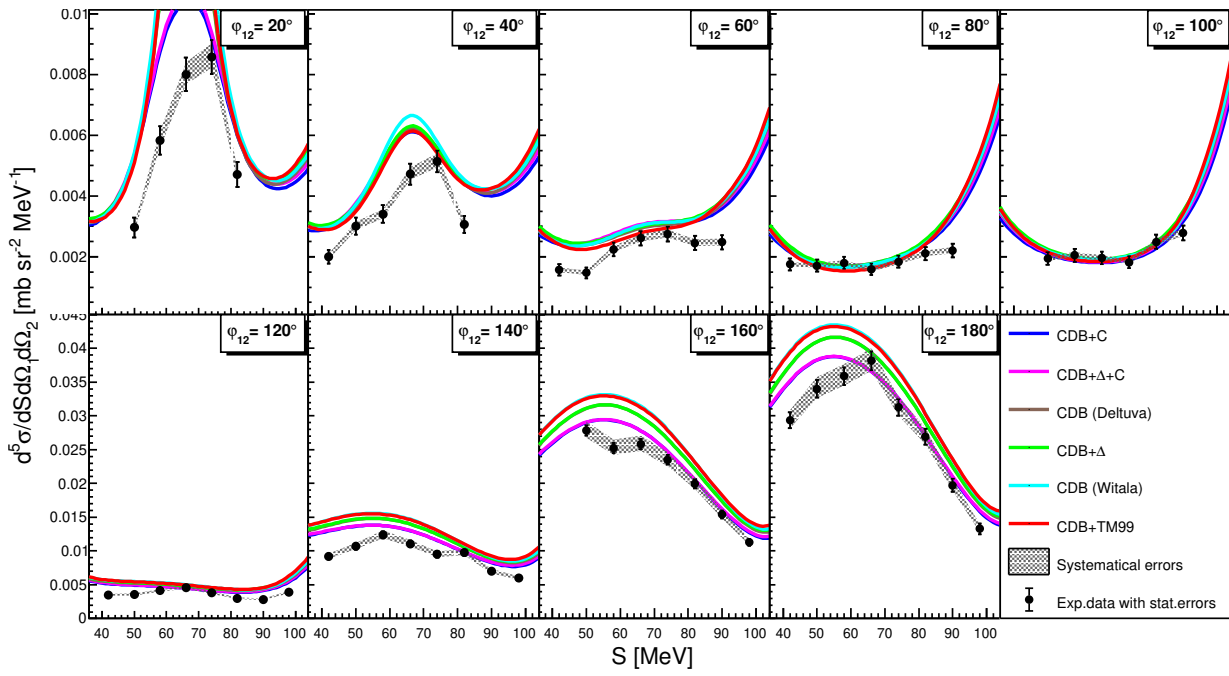 d⁵σ/dSdΩ₁dΩ₂ [mb sr⁻² MeV⁻¹]
0.01
0.008
0.006
0.004
0.002
φ₁₂= 20°
φ₁₂= 40°
φ₁₂= 60°
φ₁₂= 80°
φ₁₂= 100°
0.045
0.04
0.035
0.03
0.025
0.02
0.015
0.01
0.005
0
φ₁₂= 120°
φ₁₂= 140°
φ₁₂= 160°
φ₁₂= 180°
CDB+C
CDB+Δ+C
CDB (Deltuva)
CDB+Δ
CDB (Witala)
CDB+TM99
Systematical errors
Exp.data with stat.errors
40 50 60 70 80 90 100
40 50 60 70 80 90 100
40 50 60 70 80 90 100
40 50 60 70 80 90 100
S [MeV]